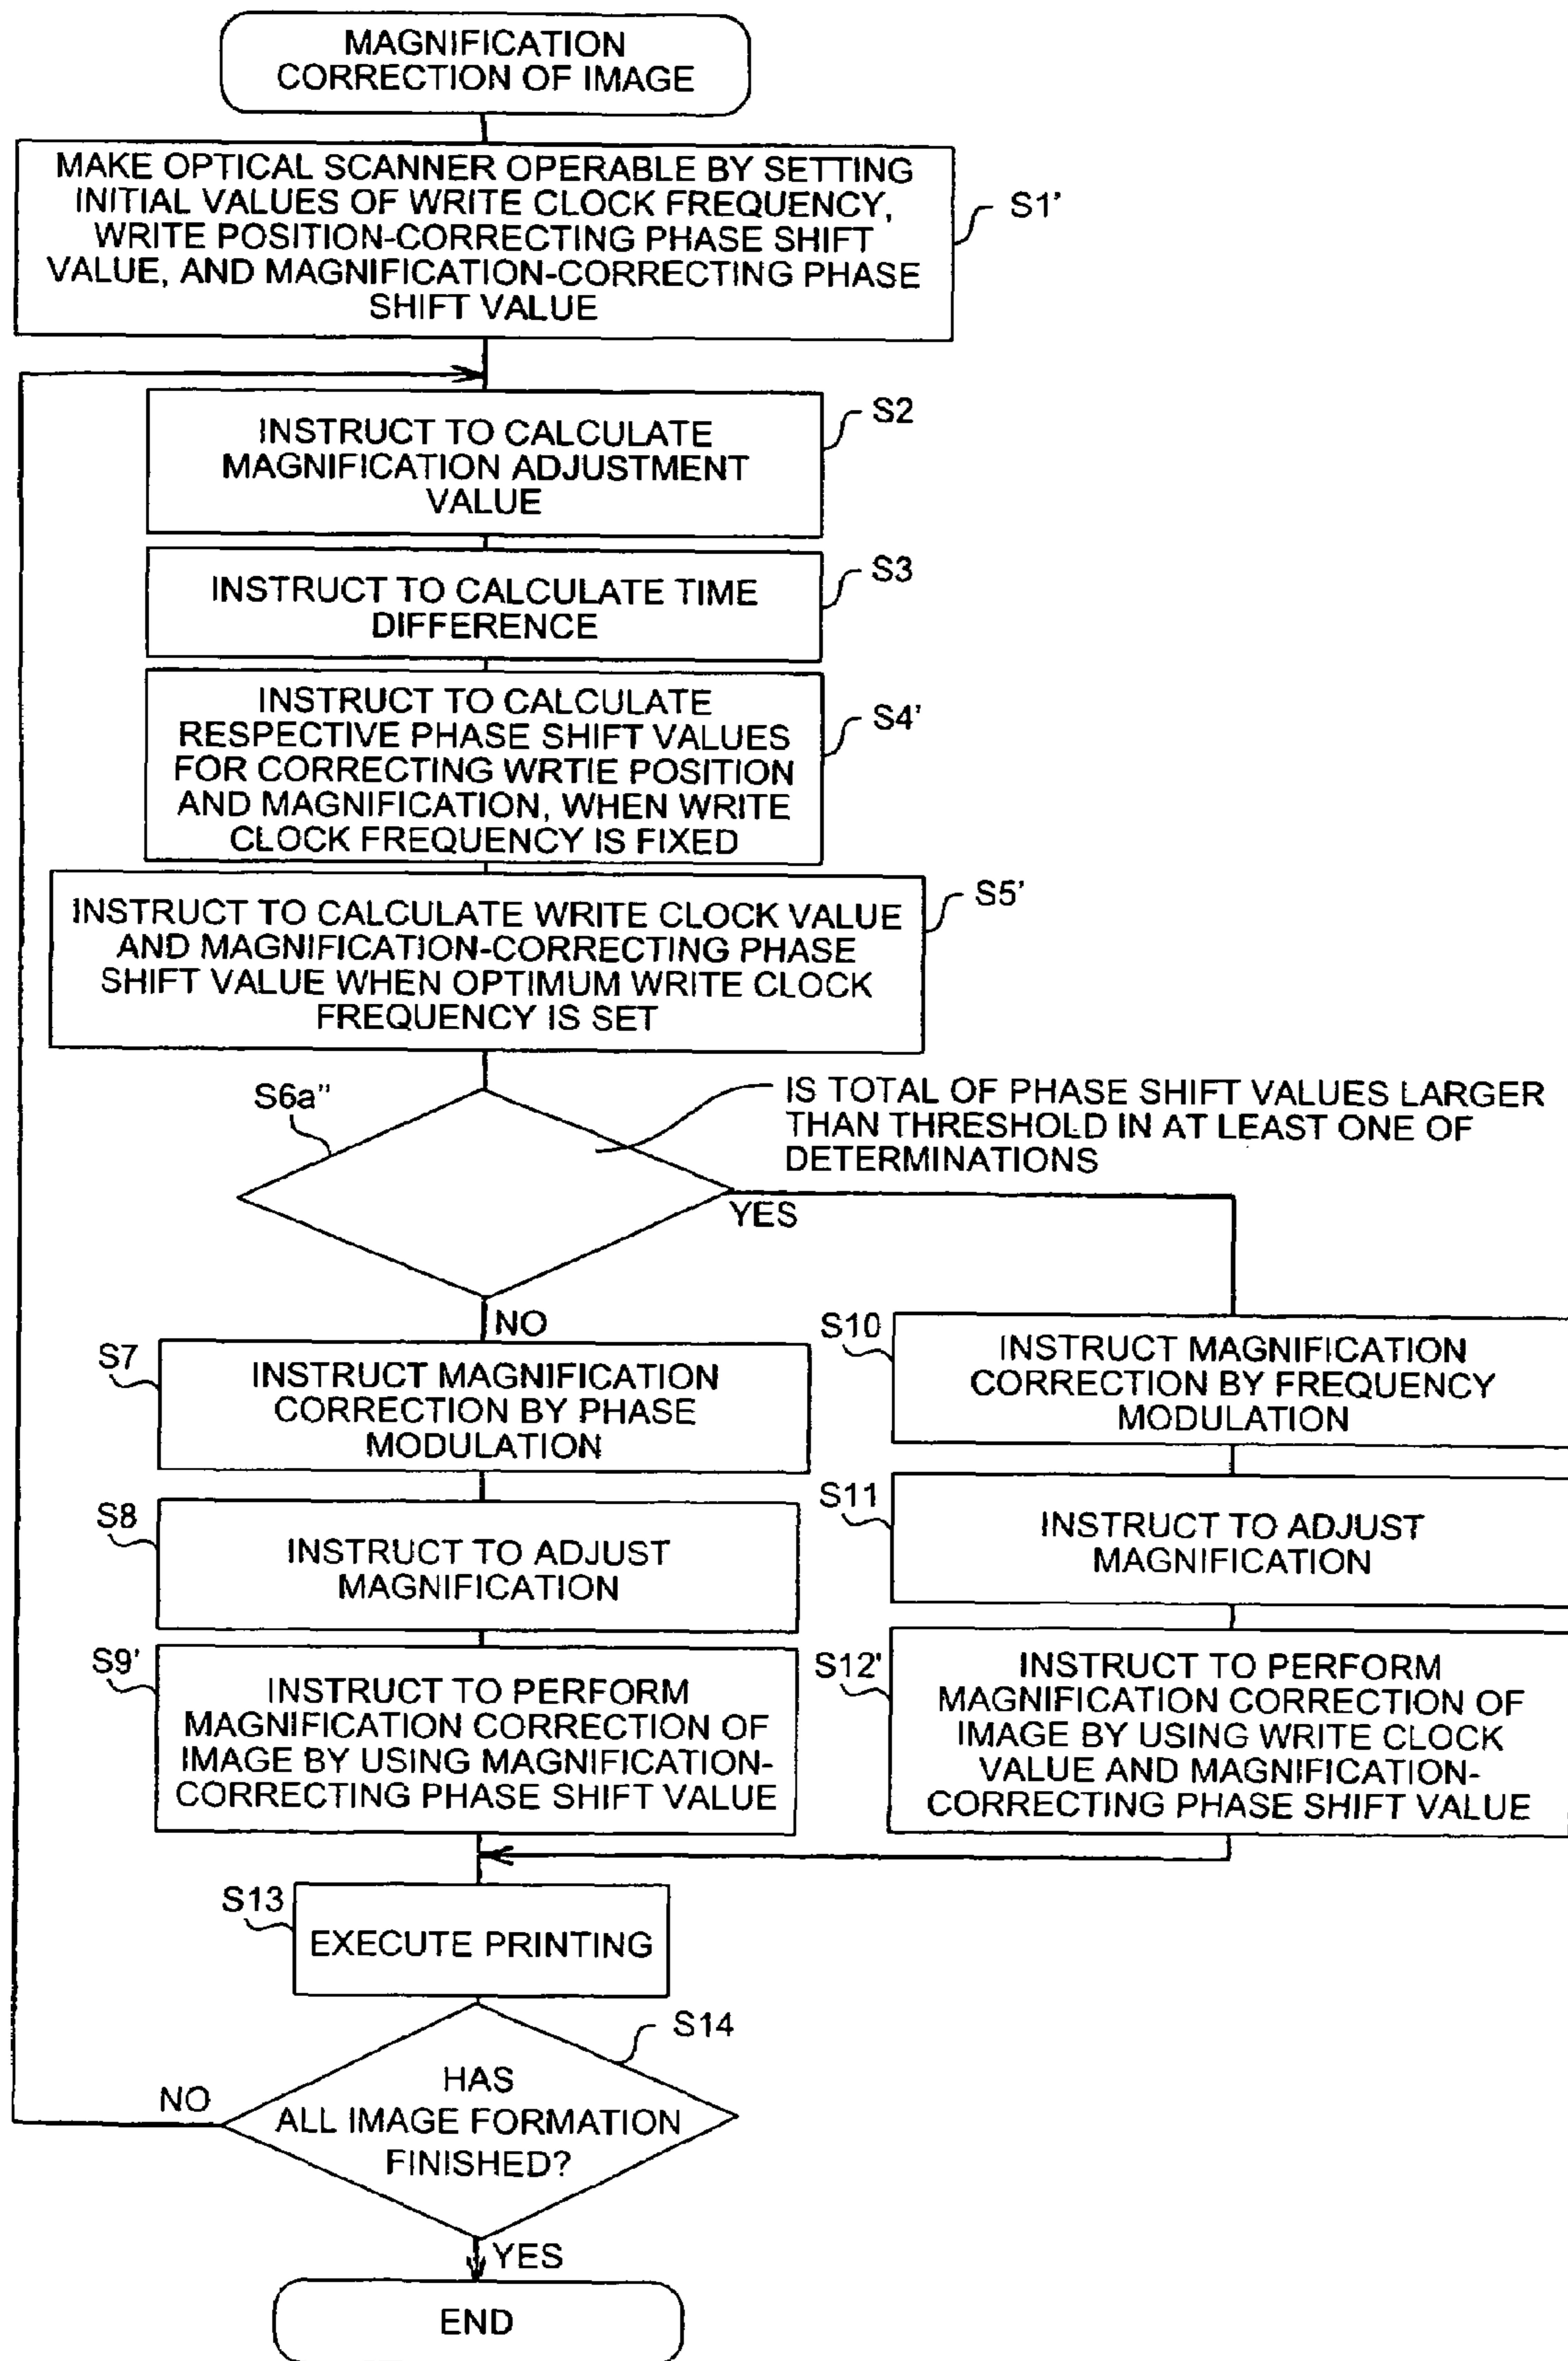 MAGNIFICATION
CORRECTION OF IMAGE
MAKE OPTICAL SCANNER OPERABLE BY SETTING
INITIAL VALUES OF WRITE CLOCK FREQUENCY,
WRITE POSITION-CORRECTING PHASE SHIFT
VALUE, AND MAGNIFICATION-CORRECTING PHASE
SHIFT VALUE
S1'
INSTRUCT TO CALCULATE
MAGNIFICATION ADJUSTMENT
VALUE
S2
INSTRUCT TO CALCULATE TIME
DIFFERENCE
S3
INSTRUCT TO CALCULATE
RESPECTIVE PHASE SHIFT VALUES
FOR CORRECTING WRTIE POSITION
AND MAGNIFICATION, WHEN WRITE
CLOCK FREQUENCY IS FIXED
S4'
INSTRUCT TO CALCULATE WRITE CLOCK VALUE
AND MAGNIFICATION-CORRECTING PHASE
SHIFT VALUE WHEN OPTIMUM WRITE CLOCK
FREQUENCY IS SET
S5'
S6a"
IS TOTAL OF PHASE SHIFT VALUES LARGER
THAN THRESHOLD IN AT LEAST ONE OF
DETERMINATIONS
YES
NO
S7
INSTRUCT MAGNIFICATION
CORRECTION BY PHASE
MODULATION
S10
INSTRUCT MAGNIFICATION
CORRECTION BY FREQUENCY
MODULATION
S8
INSTRUCT TO ADJUST
MAGNIFICATION
S11
INSTRUCT TO ADJUST
MAGNIFICATION
S9'
INSTRUCT TO PERFORM
MAGNIFICATION CORRECTION OF
IMAGE BY USING MAGNIFICATION-
CORRECTING PHASE SHIFT VALUE
S12'
INSTRUCT TO PERFORM
MAGNIFICATION CORRECTION OF
IMAGE BY USING WRITE CLOCK
VALUE AND MAGNIFICATION-
CORRECTING PHASE SHIFT VALUE
S13
EXECUTE PRINTING
S14
HAS
ALL IMAGE FORMATION
FINISHED?
NO
YES
END